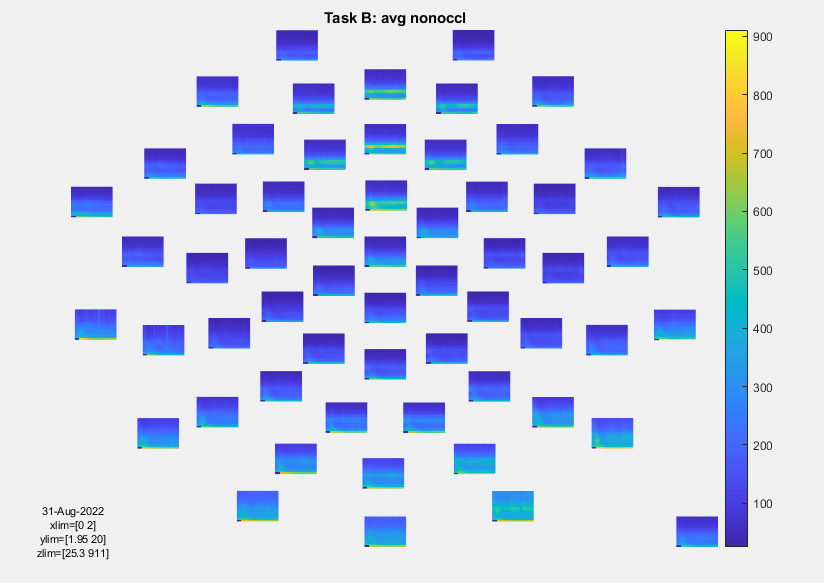 Task B: avg nonoccl
900
800
700
600
500
400
300
200
100
31-Aug-2022
xlim=[0 2]
ylim=[1.95 20]
zlim=[25.3 911]